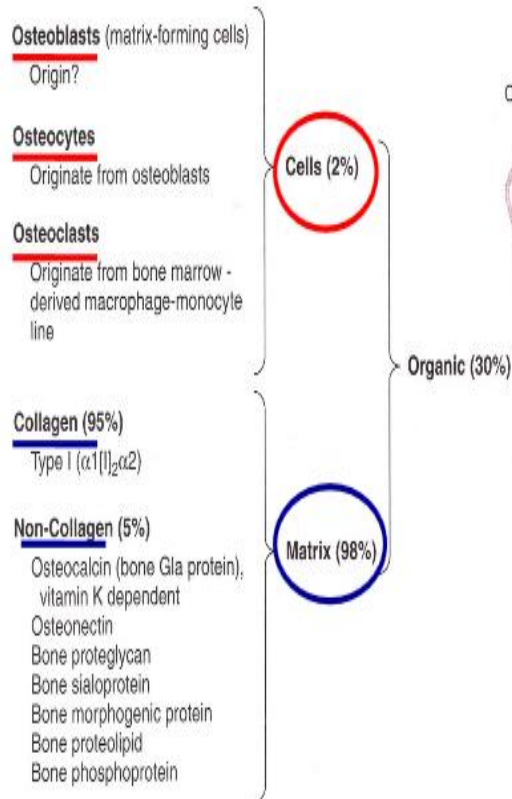 Osteoblasts (matrix-forming cells)
Origin?
Osteocytes
Originate from osteoblasts
Osteoclasts
Originate from bone marrow -
derived macrophage-monocyte
line
Cells (2%)
Organic (30%)
Collagen (95%)
Type I (α1[I]₂α2)
Non-Collagen (5%)
Osteocalcin (bone Gla protein),
vitamin K dependent
Osteonectin
Bone proteglycan
Bone sialoprotein
Bone morphogenic protein
Bone proteolipid
Bone phosphoprotein
Matrix (98%)